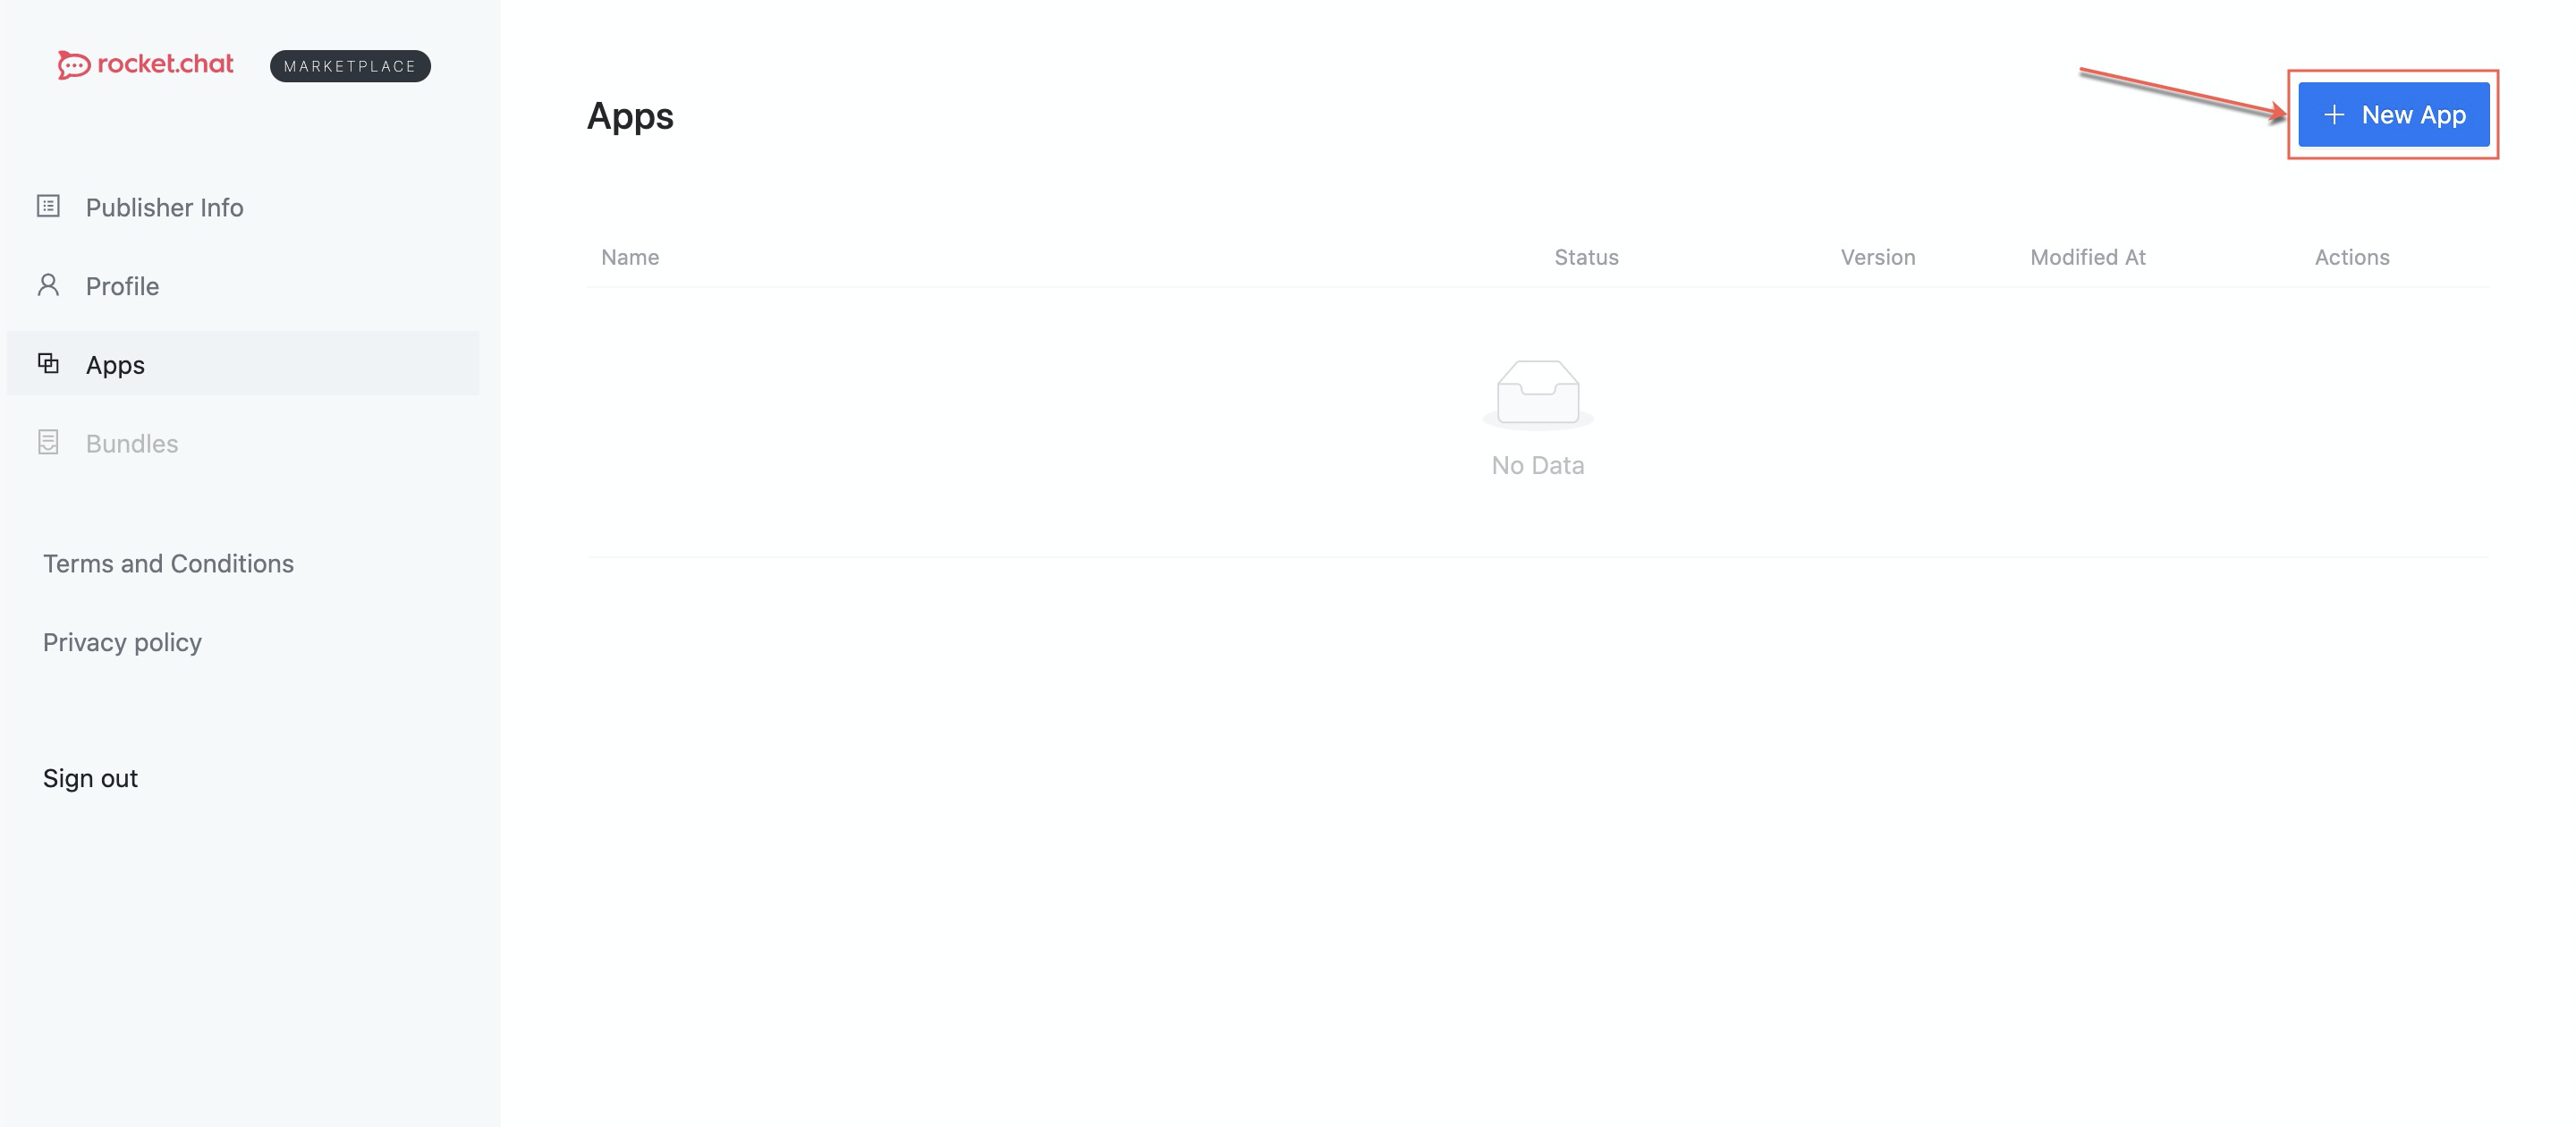 rocket.chat
MARKETPLACE
Publisher Info
Profile
Apps
Bundles
Terms and Conditions
Privacy policy
Sign out
Apps
New App
Name Status Version Modified At Actions
No Data